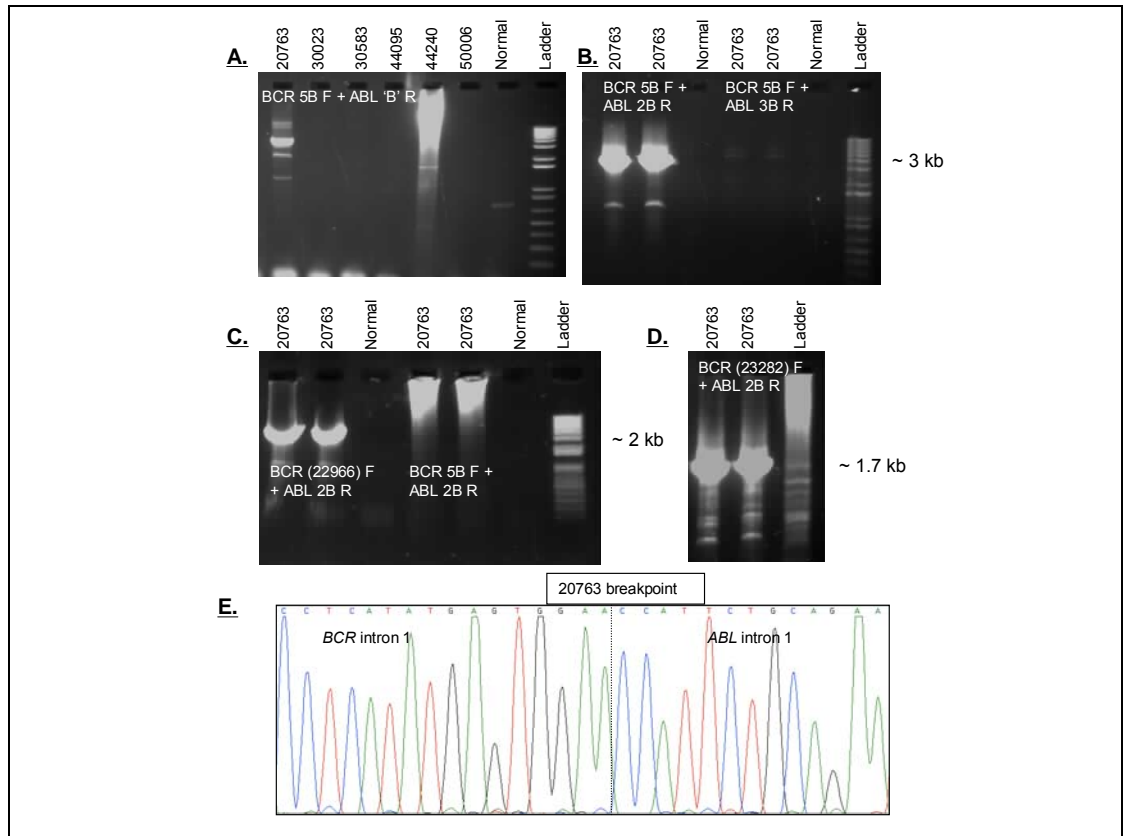 A.
20763
30023
30583
44095
44240
50006
Normal
Ladder
BCR 5B F + ABL ‘B’ R
B.
20763
20763
Normal
20763
20763
Normal
Ladder
BCR 5B F +
ABL 2B R
BCR 5B F +
ABL 3B R
~ 3 kb
C.
20763
20763
Normal
20763
20763
Normal
Ladder
BCR (22966) F
+ ABL 2B R
BCR 5B F +
ABL 2B R
~ 2 kb
D.
20763
20763
Ladder
BCR (23282) F
+ ABL 2B R
~ 1.7 kb
E.
20763 breakpoint
C C T C A T A T G A G T G G A A C C A T T C T G C A G A A
BCR intron 1
ABL intron 1